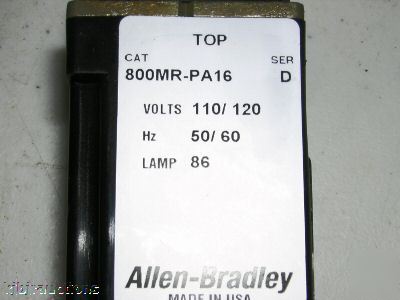 TOP
CAT SER
800MR-PA16 D
VOLTS 110/ 120
Hz 50/ 60
LAMP 86
Allen-Bradley
MADE IN USA